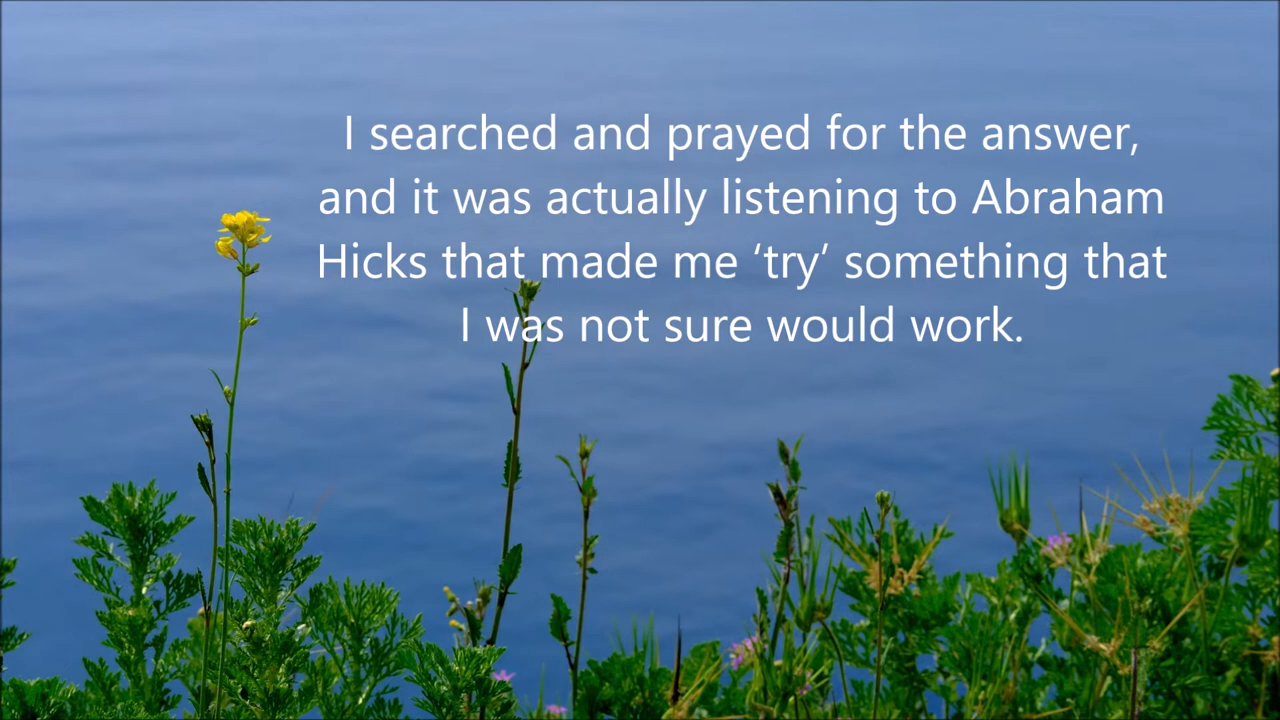 I searched and prayed for the answer,
and it was actually listening to Abraham
Hicks that made me ‘try’ something that
I was not sure would work.